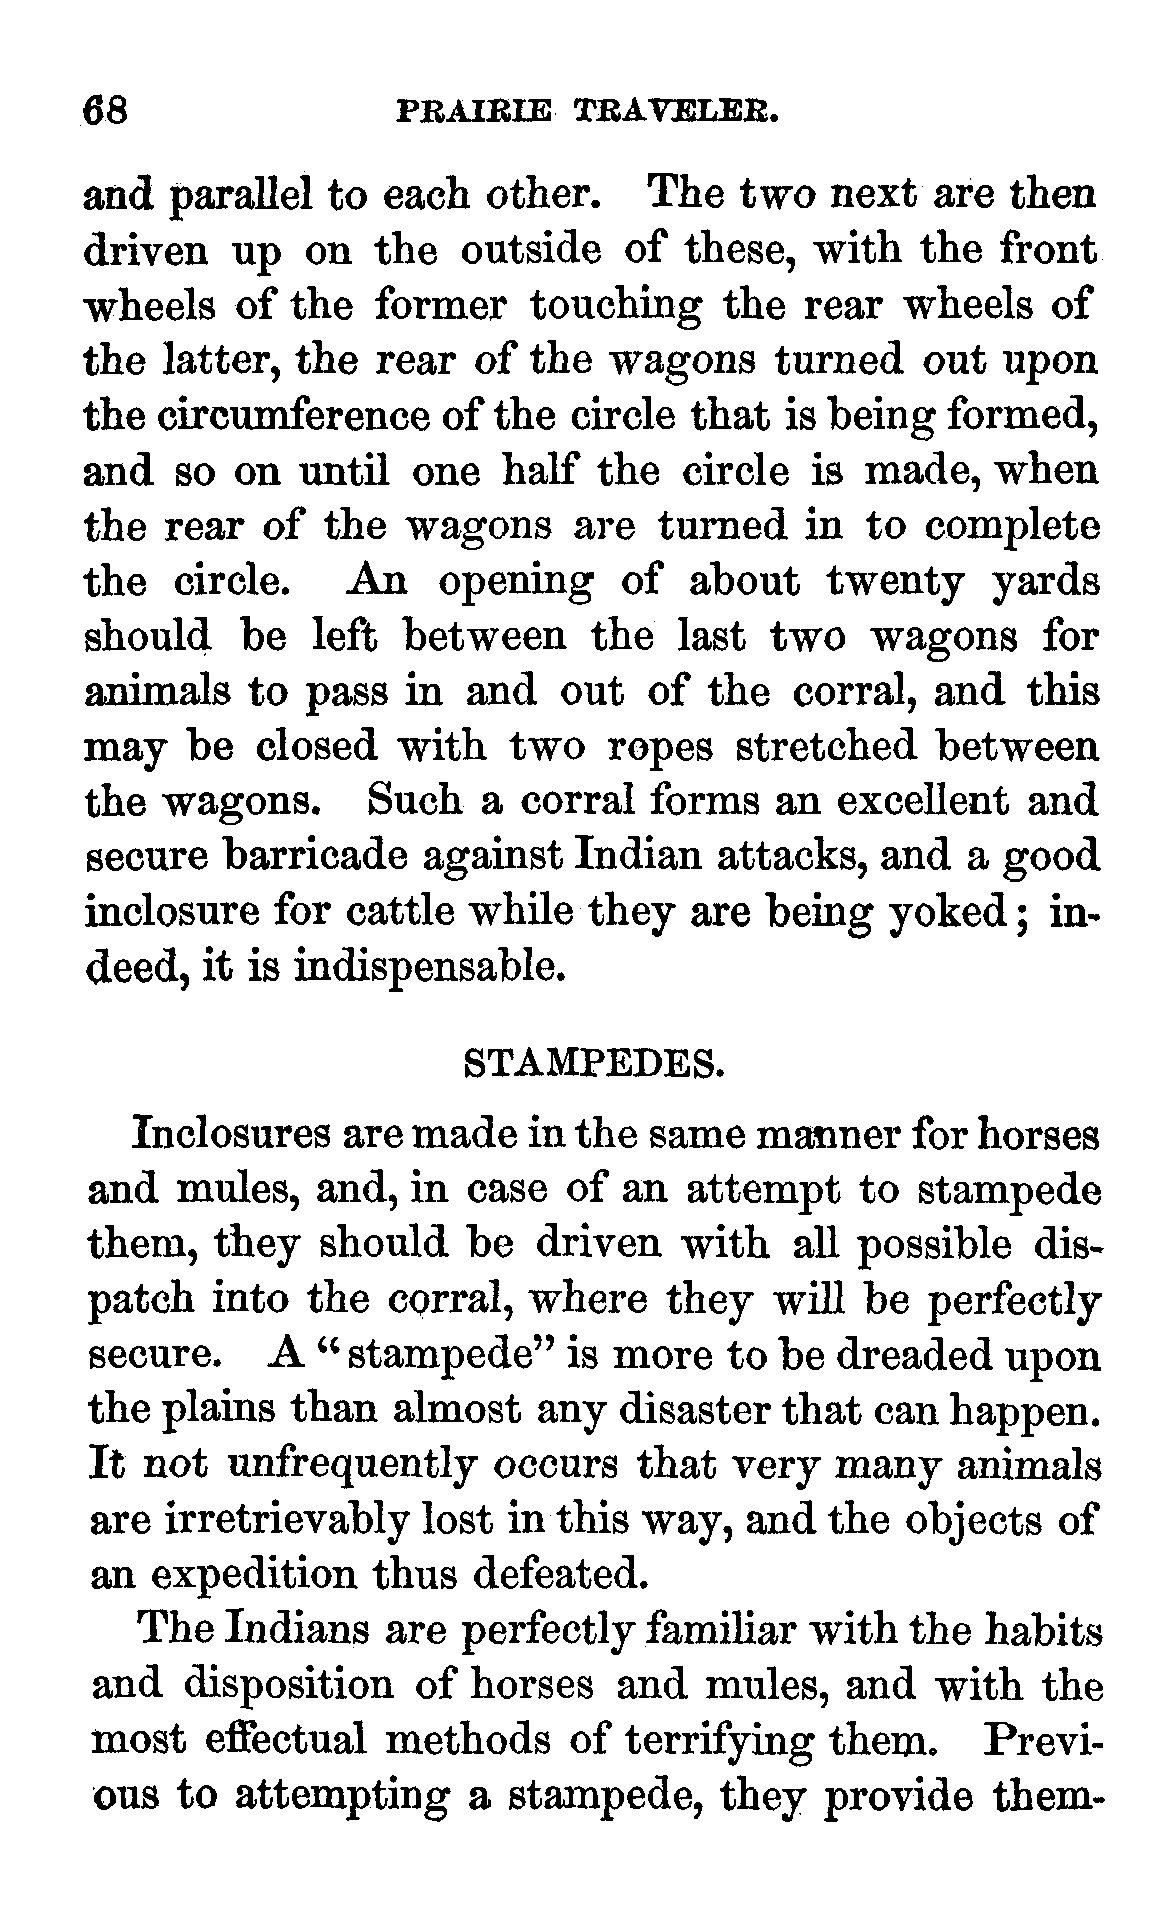 68 PRAIRIE TRAVELER.
and parallel to each other. The two next are then
driven up on the outside of these, with the front
wheels of the former touching the rear wheels of
the latter, the rear of the wagons turned out upon
the circumference of the circle that is being formed,
and so on until one half the circle is made, when
the rear of the wagons are turned in to complete
the circle. An opening of about twenty yards
should be left between the last two wagons for
animals to pass in and out of the corral, and this
may be closed with two ropes stretched between
the wagons. Such a corral forms an excellent and
secure barricade against Indian attacks, and a good
inclosure for cattle while they are being yoked; in-
deed, it is indispensable.
STAMPEDES.
Inclosures are made in the same manner for horses
and mules, and, in case of an attempt to stampede
them, they should be driven with all possible dis-
patch into the corral, where they will be perfectly
secure. A “stampede” is more to be dreaded upon
the plains than almost any disaster that can happen.
It not unfrequently occurs that very many animals
are irretrievably lost in this way, and the objects of
an expedition thus defeated.
The Indians are perfectly familiar with the habits
and disposition of horses and mules, and with the
most effectual methods of terrifying them. Previ-
ous to attempting a stampede, they provide them-